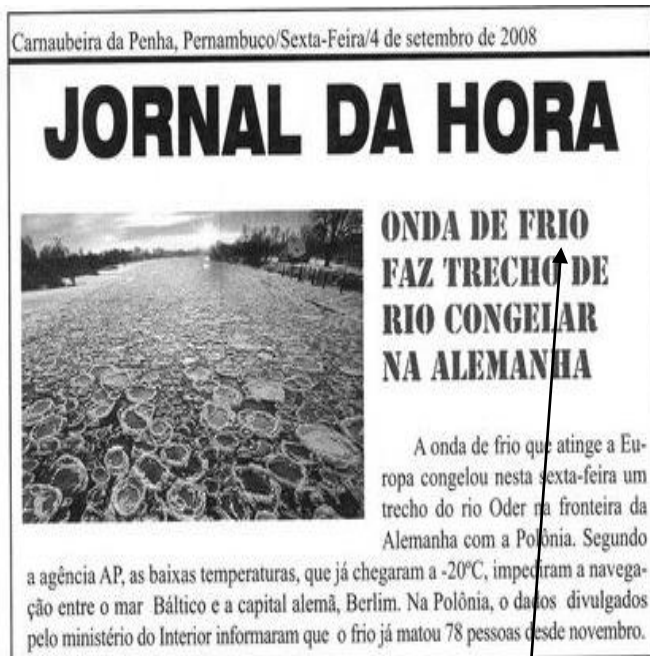 Carnaubeira da Penha, Pernambuco/Sexta-Feira/4 de setembro de 2008
JORNAL DA HORA
ONDA DE FRIO
FAZ TRECHO DE
RIO CONGELAR
NA ALEMANHA
A onda de frio que atinge a Eu-
ropa congelou nesta sexta-feira um
trecho do rio Oder na fronteira da
Alemanha com a Polônia. Segundo
a agência AP, as baixas temperaturas, que já chegaram a -20ºC, impediram a navega-
ção entre o mar Báltico e a capital alemã, Berlim. Na Polônia, o dados divulgados
pelo ministério do Interior informaram que o frio já matou 78 pessoas desde novembro.